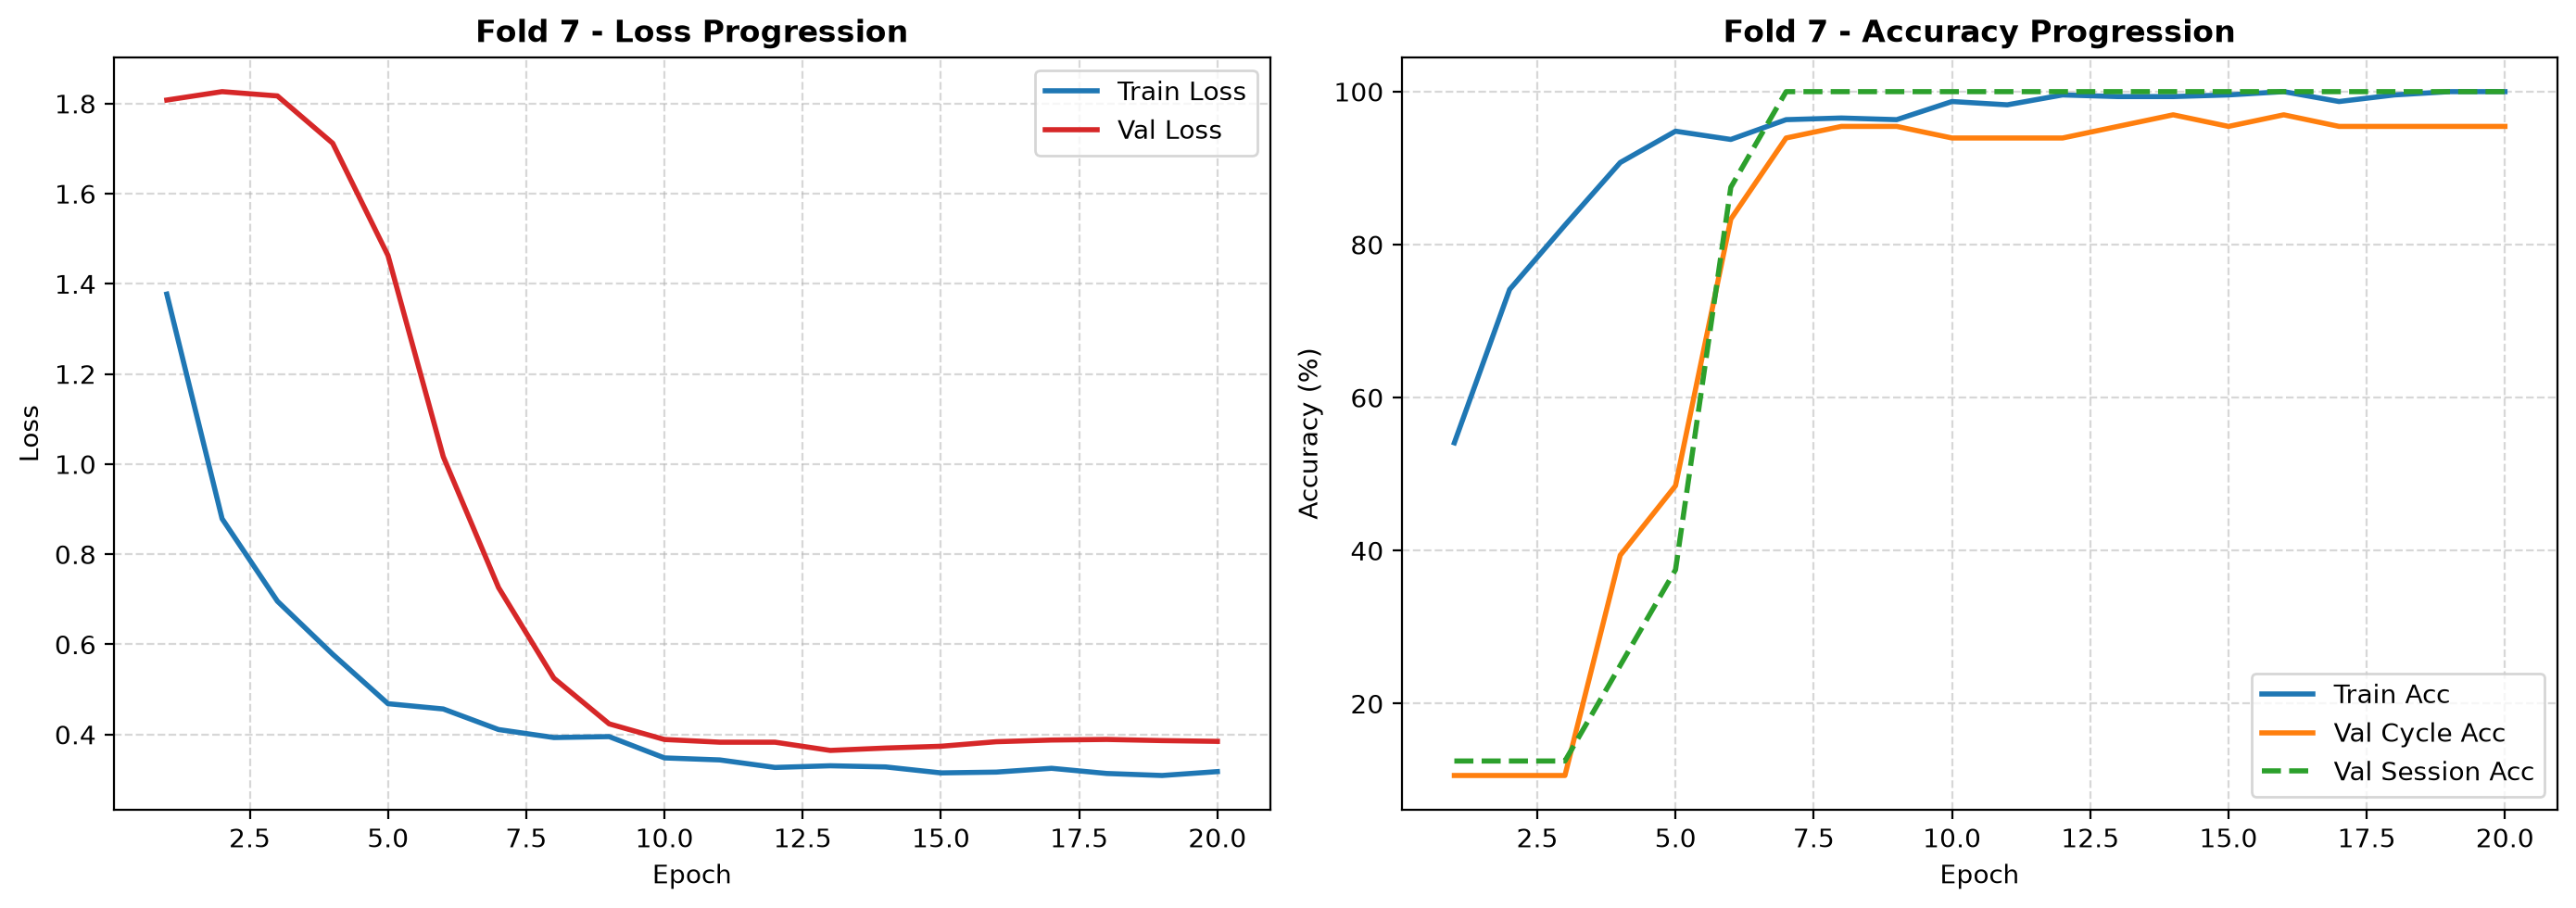 Fold 7 - Loss Progression
1.8
1.6
1.4
1.2
1.0
0.8
0.6
0.4
Loss
Train Loss
Val Loss
2.5 5.0 7.5 10.0 12.5 15.0 17.5 20.0
Epoch
Fold 7 - Accuracy Progression
100
80
60
40
20
Accuracy (%)
Train Acc
Val Cycle Acc
Val Session Acc
2.5 5.0 7.5 10.0 12.5 15.0 17.5 20.0
Epoch